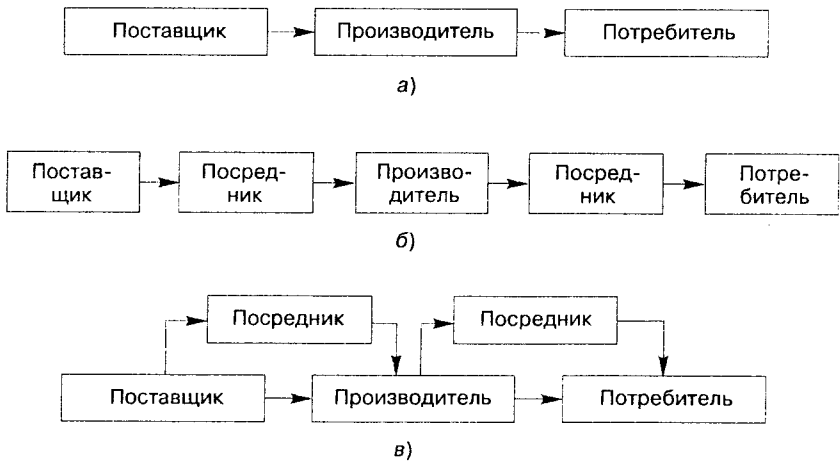 Поставщик Производитель Потребитель
а)
Постав- Посред- Произво- Посред- Потре-
щик ник дитель ник битель
б)
Посредник Посредник
Поставщик Производитель Потребитель
в)